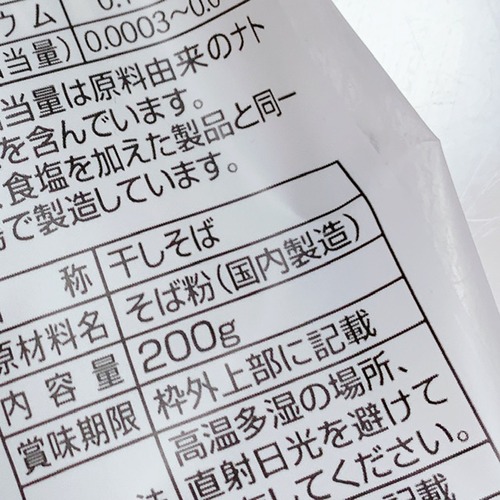 当量) 0.0003~0.0
当量は原料由来のナト
を含んでいます。
食塩を加えた製品と同一
で製造しています。
称 干しそば
原材料名 そば粉(国内製造)
内容量 200g
賞味期限 枠外上部に記載
高温多湿の場所、
直射日光を避けて
してください。
記載